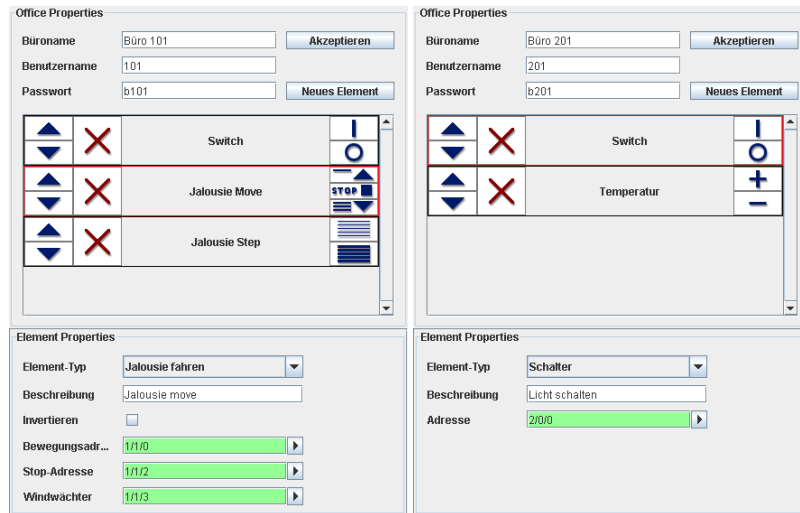 Office Properties
Büroname Büro 101 Akzeptieren
Benutzername 101
Passwort b101 Neues Element
Switch
Jalousie Move
STOP
Jalousie Step
Element Properties
Element-Typ Jalousie fahren
Beschreibung Jalousie move
Invertieren
Bewegungsadr... 1/1/0
Stop-Adresse 1/1/2
Windwächter 1/1/3
Office Properties
Büroname Büro 201 Akzeptieren
Benutzername 201
Passwort b201 Neues Element
Switch
Temperatur
Element Properties
Element-Typ Schalter
Beschreibung Licht schalten
Adresse 2/0/0